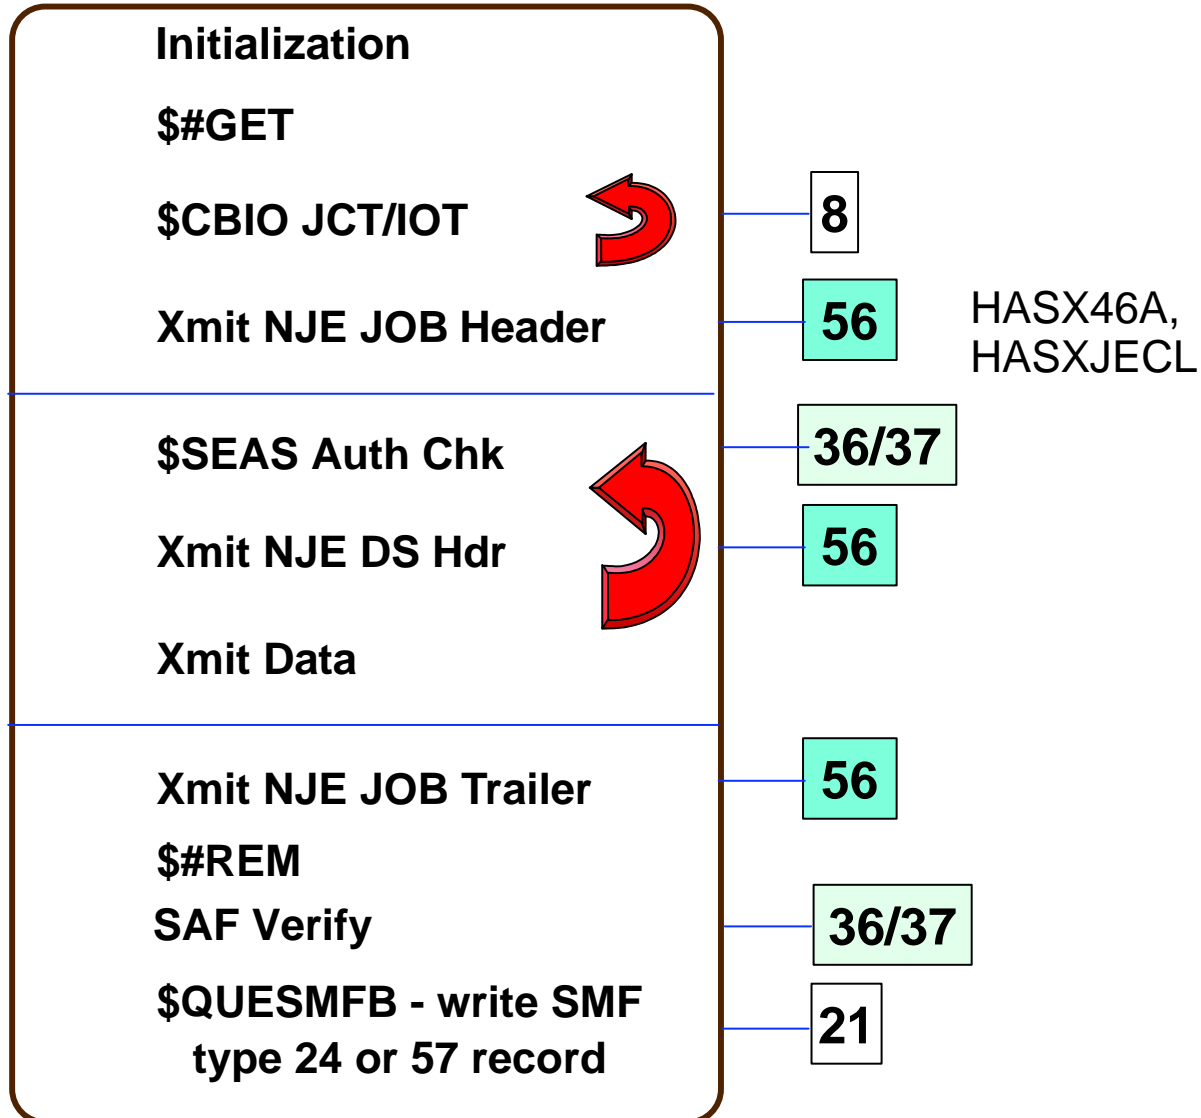 Initialization
$#GET
$CBIO JCT/IOT
8
Xmit NJE JOB Header
56
HASX46A,
HASXJECL
$SEAS Auth Chk
36/37
Xmit NJE DS Hdr
56
Xmit Data
Xmit NJE JOB Trailer
56
$#REM
SAF Verify
36/37
$QUESMFB - write SMF
type 24 or 57 record
21